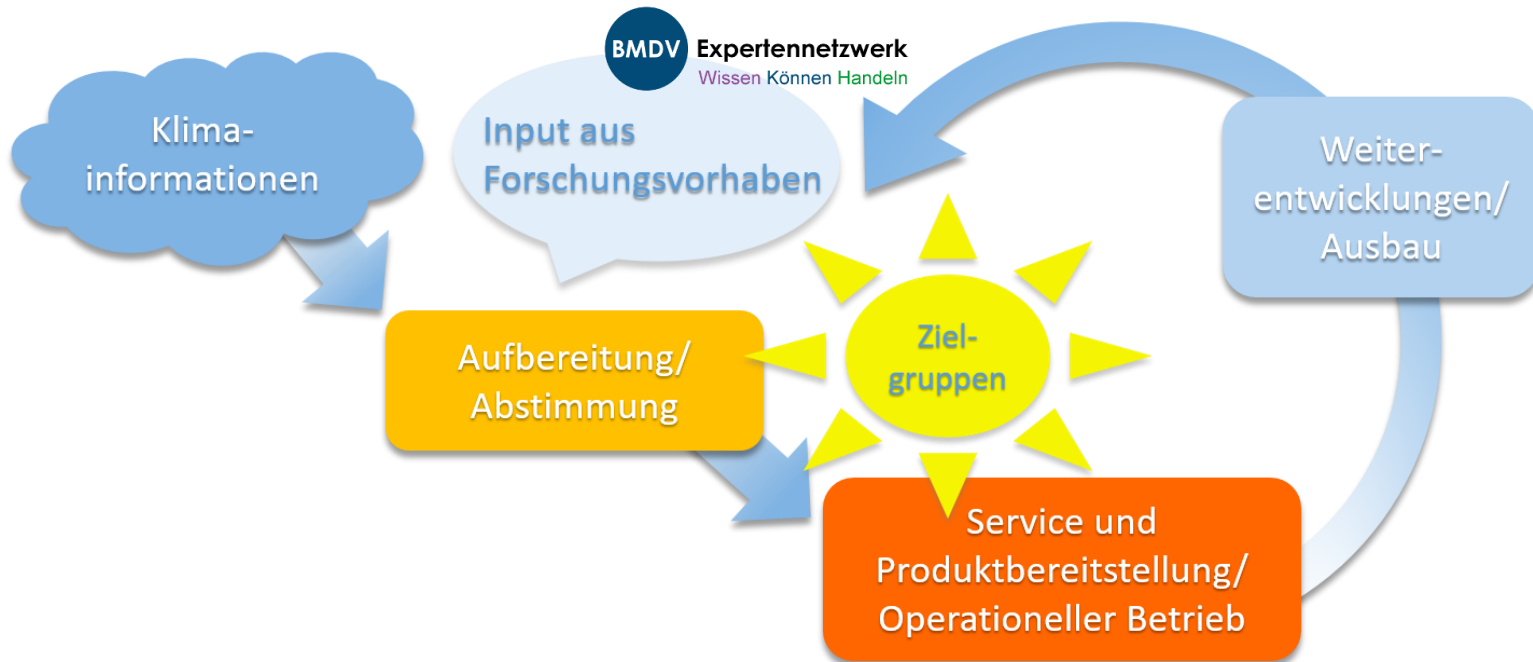 BMDV
Expertennetzwerk
Wissen Können Handeln
Klima-
informationen
Input aus
Forschungsvorhaben
Weiter-
entwicklungen/
Ausbau
Aufbereitung/
Abstimmung
Ziel-
gruppen
Service und
Produktbereitstellung/
Operationeller Betrieb